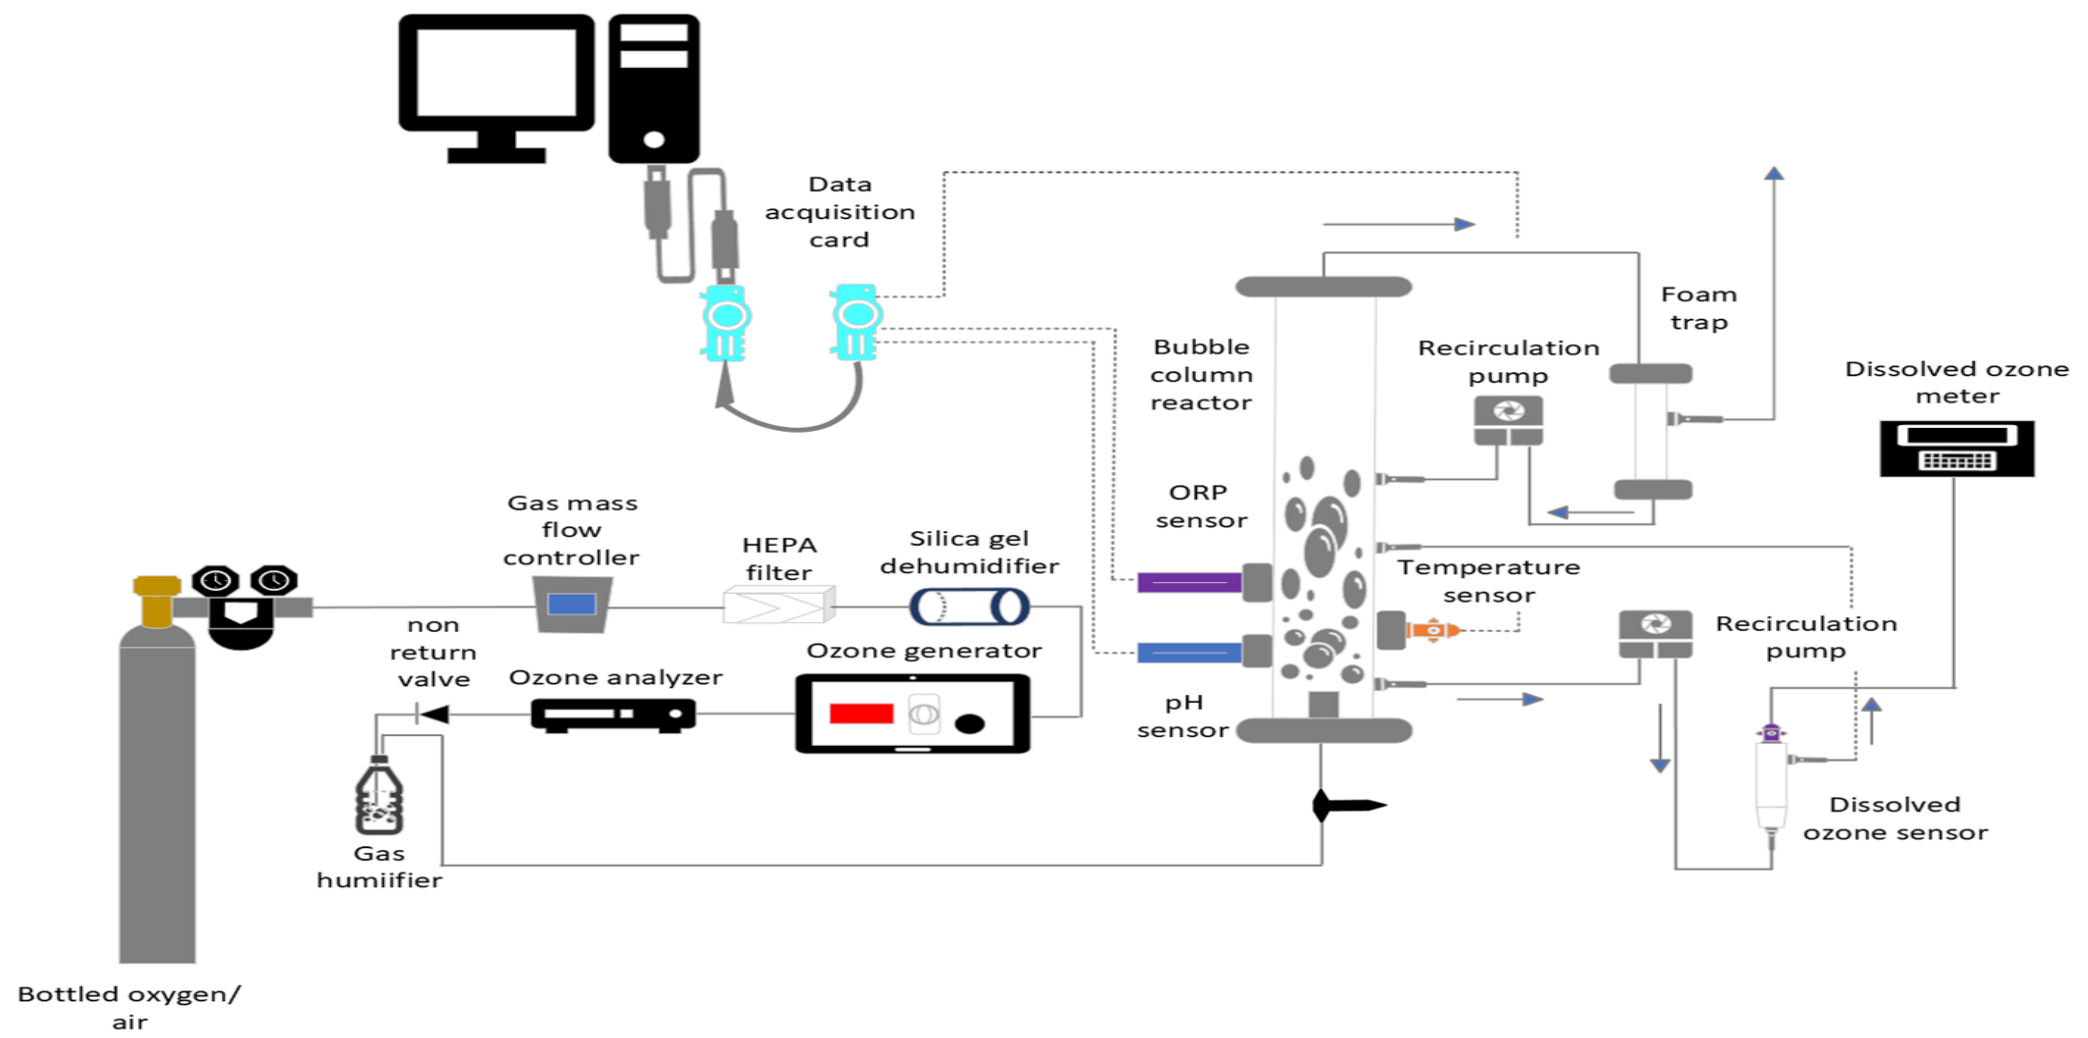 Data
acquisition
card
Foam
trap
Bubble
column
reactor
Recirculation
pump
Dissolved ozone
meter
ORP
sensor
Gas mass
flow
controller
HEPA
filter
Silica gel
dehumidifier
Temperature
sensor
non
return
valve
Ozone analyzer
Ozone generator
Recirculation
pump
pH
sensor
Dissolved
ozone sensor
Gas
humiifier
Bottled oxygen/
air